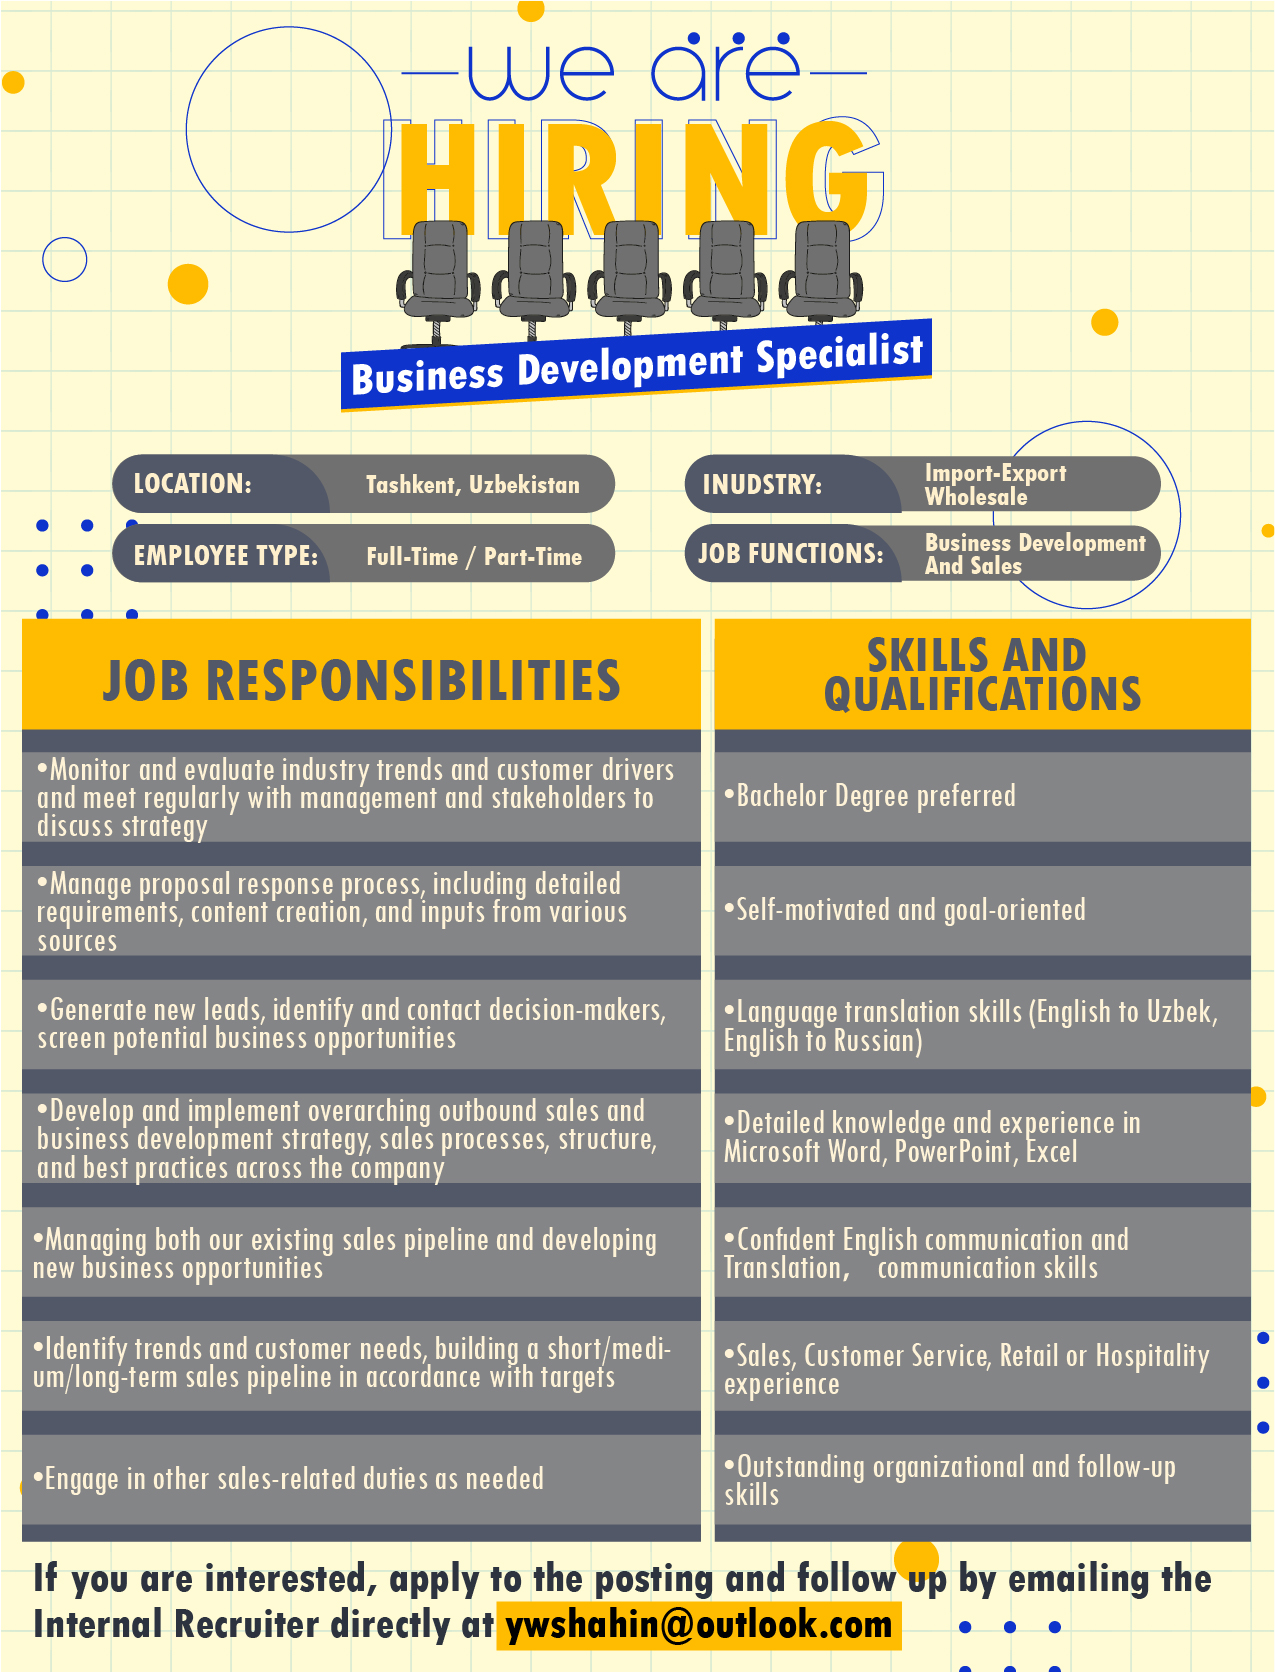 we are
HIRING
Business Development Specialist
LOCATION: Tashkent, Uzbekistan
INUDSTRY: Import-Export
Wholesale
EMPLOYEE TYPE: Full-Time / Part-Time
JOB FUNCTIONS: Business Development
And Sales
JOB RESPONSIBILITIES
•Monitor and evaluate industry trends and customer drivers
and meet regularly with management and stakeholders to
discuss strategy
•Manage proposal response process, including detailed
requirements, content creation, and inputs from various
sources
•Generate new leads, identify and contact decision-makers,
screen potential business opportunities
•Develop and implement overarching outbound sales and
business development strategy, sales processes, structure,
and best practices across the company
•Managing both our existing sales pipeline and developing
new business opportunities
•Identify trends and customer needs, building a short/medi-
um/long-term sales pipeline in accordance with targets
•Engage in other sales-related duties as needed
SKILLS AND
QUALIFICATIONS
•Bachelor Degree preferred
•Self-motivated and goal-oriented
•Language translation skills (English to Uzbek,
English to Russian)
•Detailed knowledge and experience in
Microsoft Word, PowerPoint, Excel
•Confident English communication and
Translation, communication skills
•Sales, Customer Service, Retail or Hospitality
experience
•Outstanding organizational and follow-up
skills
If you are interested, apply to the posting and follow up by emailing the
Internal Recruiter directly at ywshahin@outlook.com